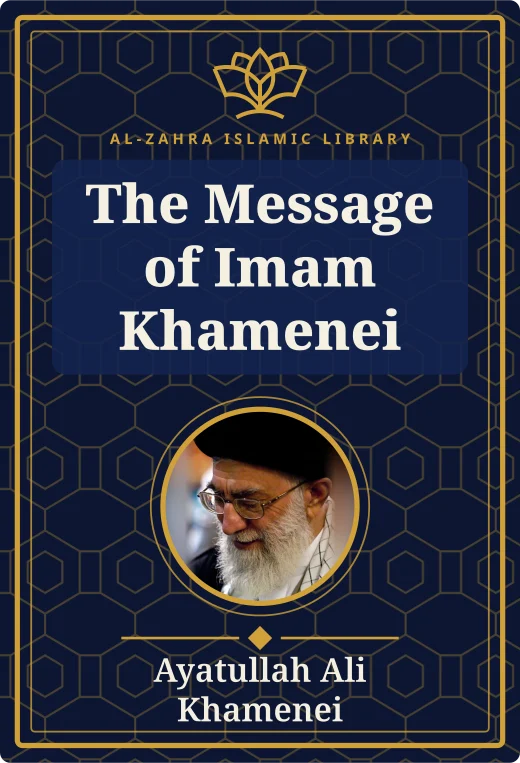 AL-ZAHRA ISLAMIC LIBRARY
The Message
of Imam
Khamenei
Ayatullah Ali
Khamenei